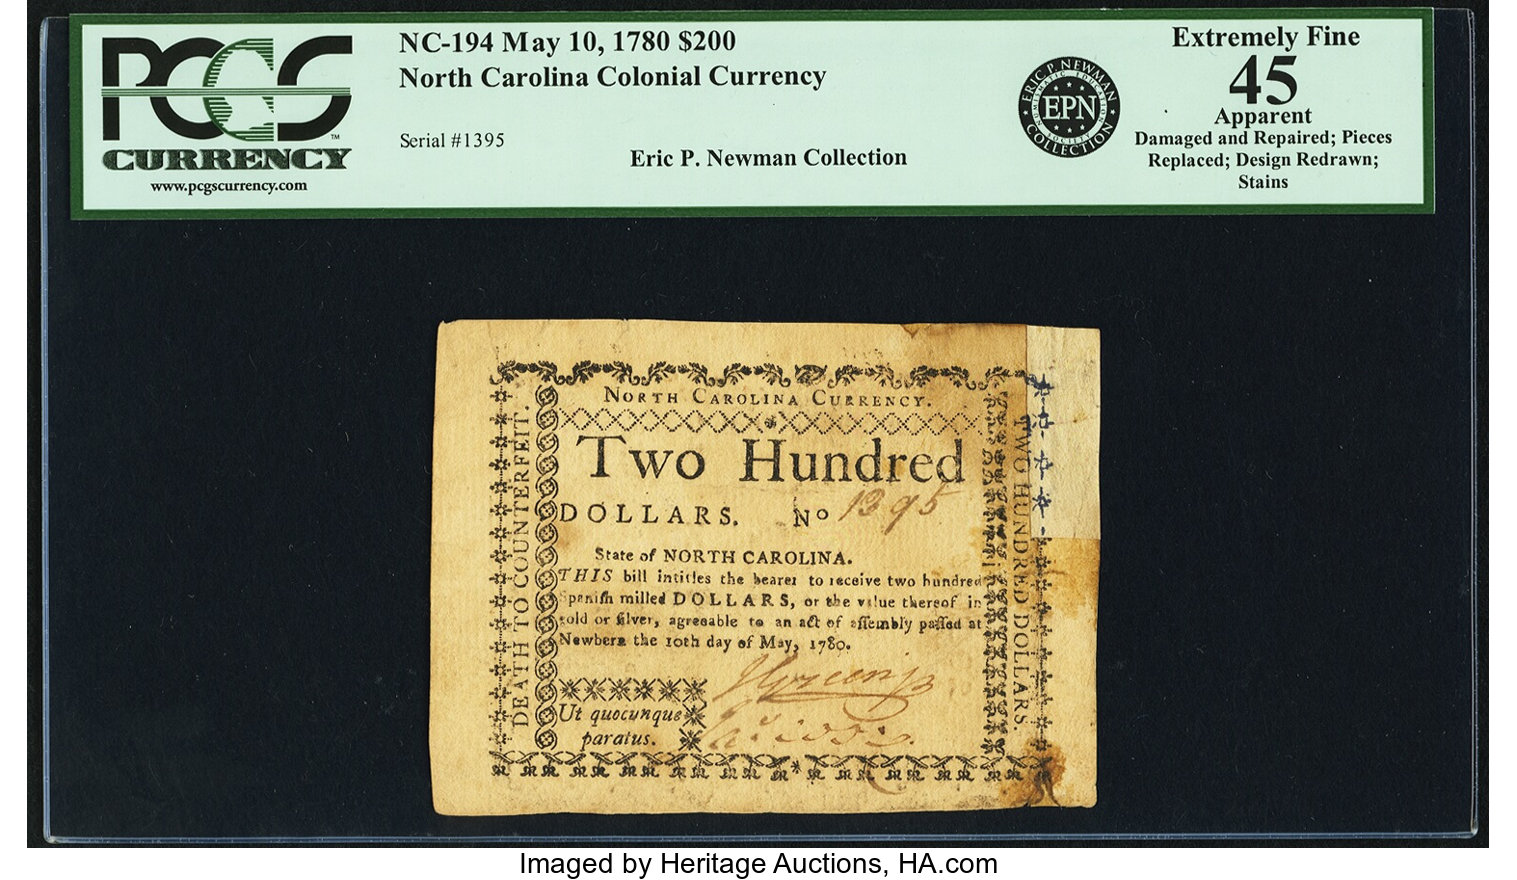 PCGS
CURRENCY
™
www.pcgscurrency.com
NC-194 May 10, 1780 $200
North Carolina Colonial Currency
Serial #1395
Eric P. Newman Collection
ERIC P. NEWMAN
NUMISMATIC EDUCATION
EPN
SOCIETY
COLLECTION
Extremely Fine
45
Apparent
Damaged and Repaired; Pieces
Replaced; Design Redrawn;
Stains
NORTH CAROLINA CURRENCY.
DEATH TO COUNTERFEIT.
TWO HUNDRED DOLLARS.
Two Hundred
DOLLARS. No 1395
State of NORTH CAROLINA.
THIS bill intitles the bearer to receive two hundred
Spanish milled DOLLARS, or the value thereof in
gold or silver, agreeable to an act of assembly passed at
Newbern the 10th day of May, 1780.
Ut quocunque
paratus.
Imaged by Heritage Auctions, HA.com